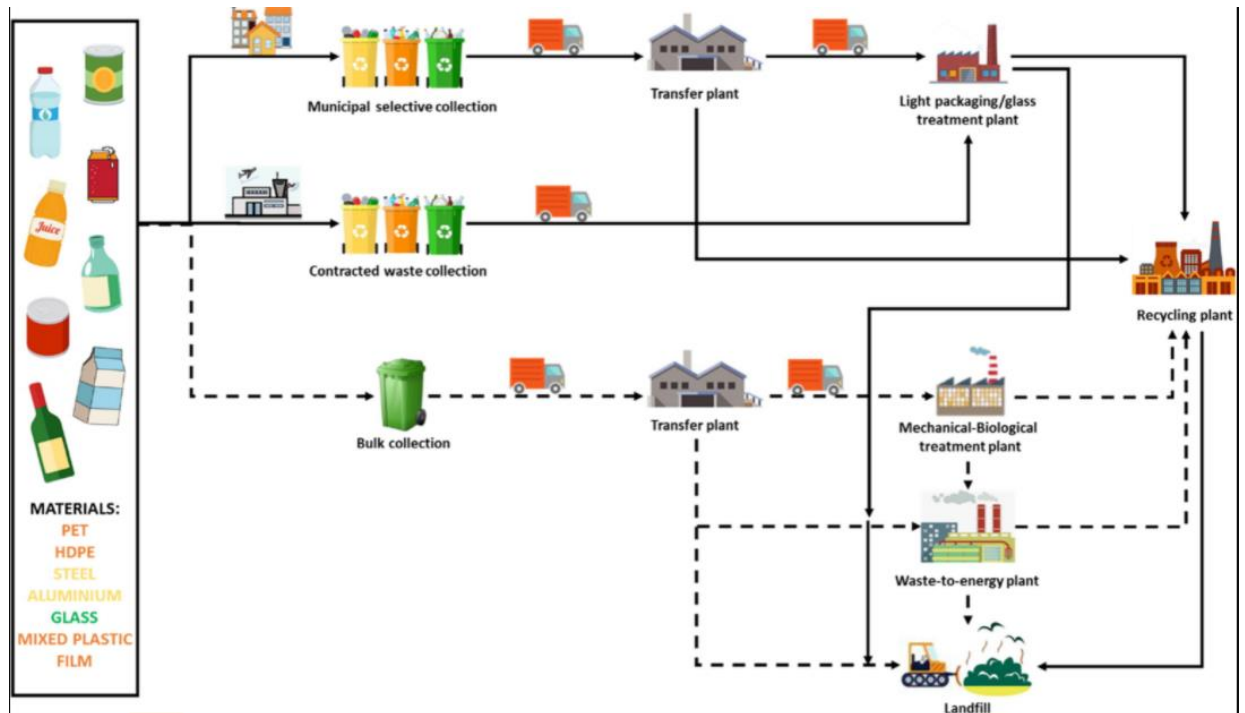 Municipal selective collection
Transfer plant
Light packaging/glass
treatment plant
Juice
Contracted waste collection
Recycling plant
Bulk collection
Transfer plant
Mechanical-Biological
treatment plant
MATERIALS:
PET
HDPE
STEEL
ALUMINIUM
GLASS
MIXED PLASTIC
FILM
Waste-to-energy plant
Landfill